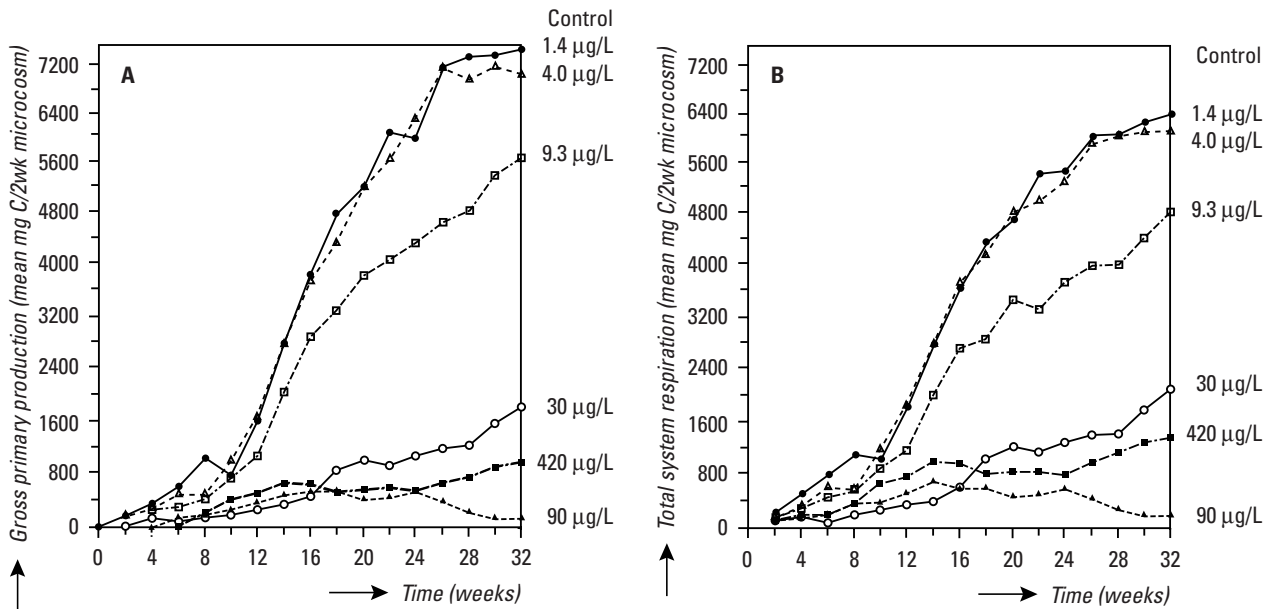 Control
1.4 µg/L
4.0 µg/L
9.3 µg/L
30 µg/L
420 µg/L
90 µg/L
A
7200
6400
5600
4800
4000
3200
2400
1600
800
0
0 4 8 12 16 20 24 28 32
Gross primary production (mean mg C/2wk microcosm)
Time (weeks)
Control
1.4 µg/L
4.0 µg/L
9.3 µg/L
30 µg/L
420 µg/L
90 µg/L
B
7200
6400
5600
4800
4000
3200
2400
1600
800
0
0 4 8 12 16 20 24 28 32
Total system respiration (mean mg C/2wk microcosm)
Time (weeks)